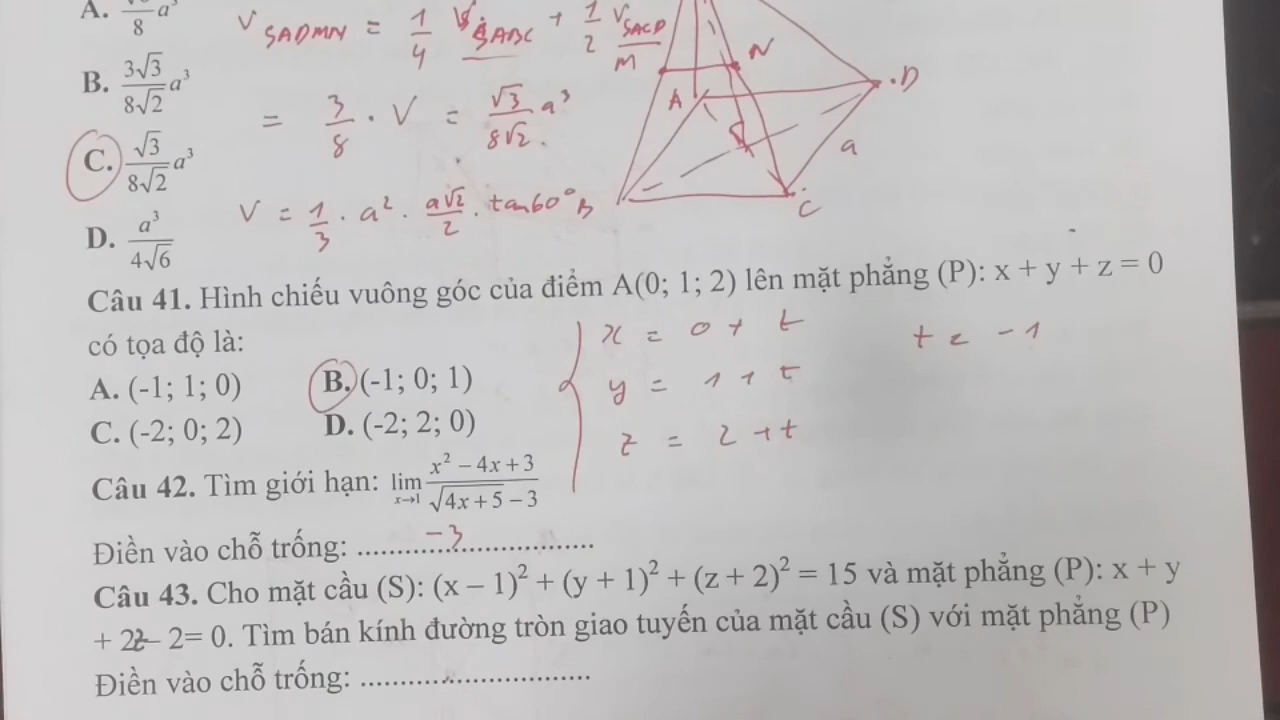 A. 8 a³
V SADMN = 1/4 V SABC + 1/2 V SACD
M
N
B. 3√3/8√2 a³
A
D
= 3/8 . V = √3/8√2 a³
C. √3/8√2 a³
a
V = 1/3 . a² . a√2/2 . tan60°
B
C
D. a³/4√6
Câu 41. Hình chiếu vuông góc của điểm A(0; 1; 2) lên mặt phẳng (P): x + y + z = 0
có tọa độ là:
x = 0 + t
t = -1
A. (-1; 1; 0) B. (-1; 0; 1)
y = 1 + t
C. (-2; 0; 2) D. (-2; 2; 0)
z = 2 + t
Câu 42. Tìm giới hạn: lim x→1 x² – 4x + 3/√4x + 5 – 3
Điền vào chỗ trống: ..... -3 .....
Câu 43. Cho mặt cầu (S): (x – 1)² + (y + 1)² + (z + 2)² = 15 và mặt phẳng (P): x + y
+ 2z – 2= 0. Tìm bán kính đường tròn giao tuyến của mặt cầu (S) với mặt phẳng (P)
Điền vào chỗ trống: ..............................